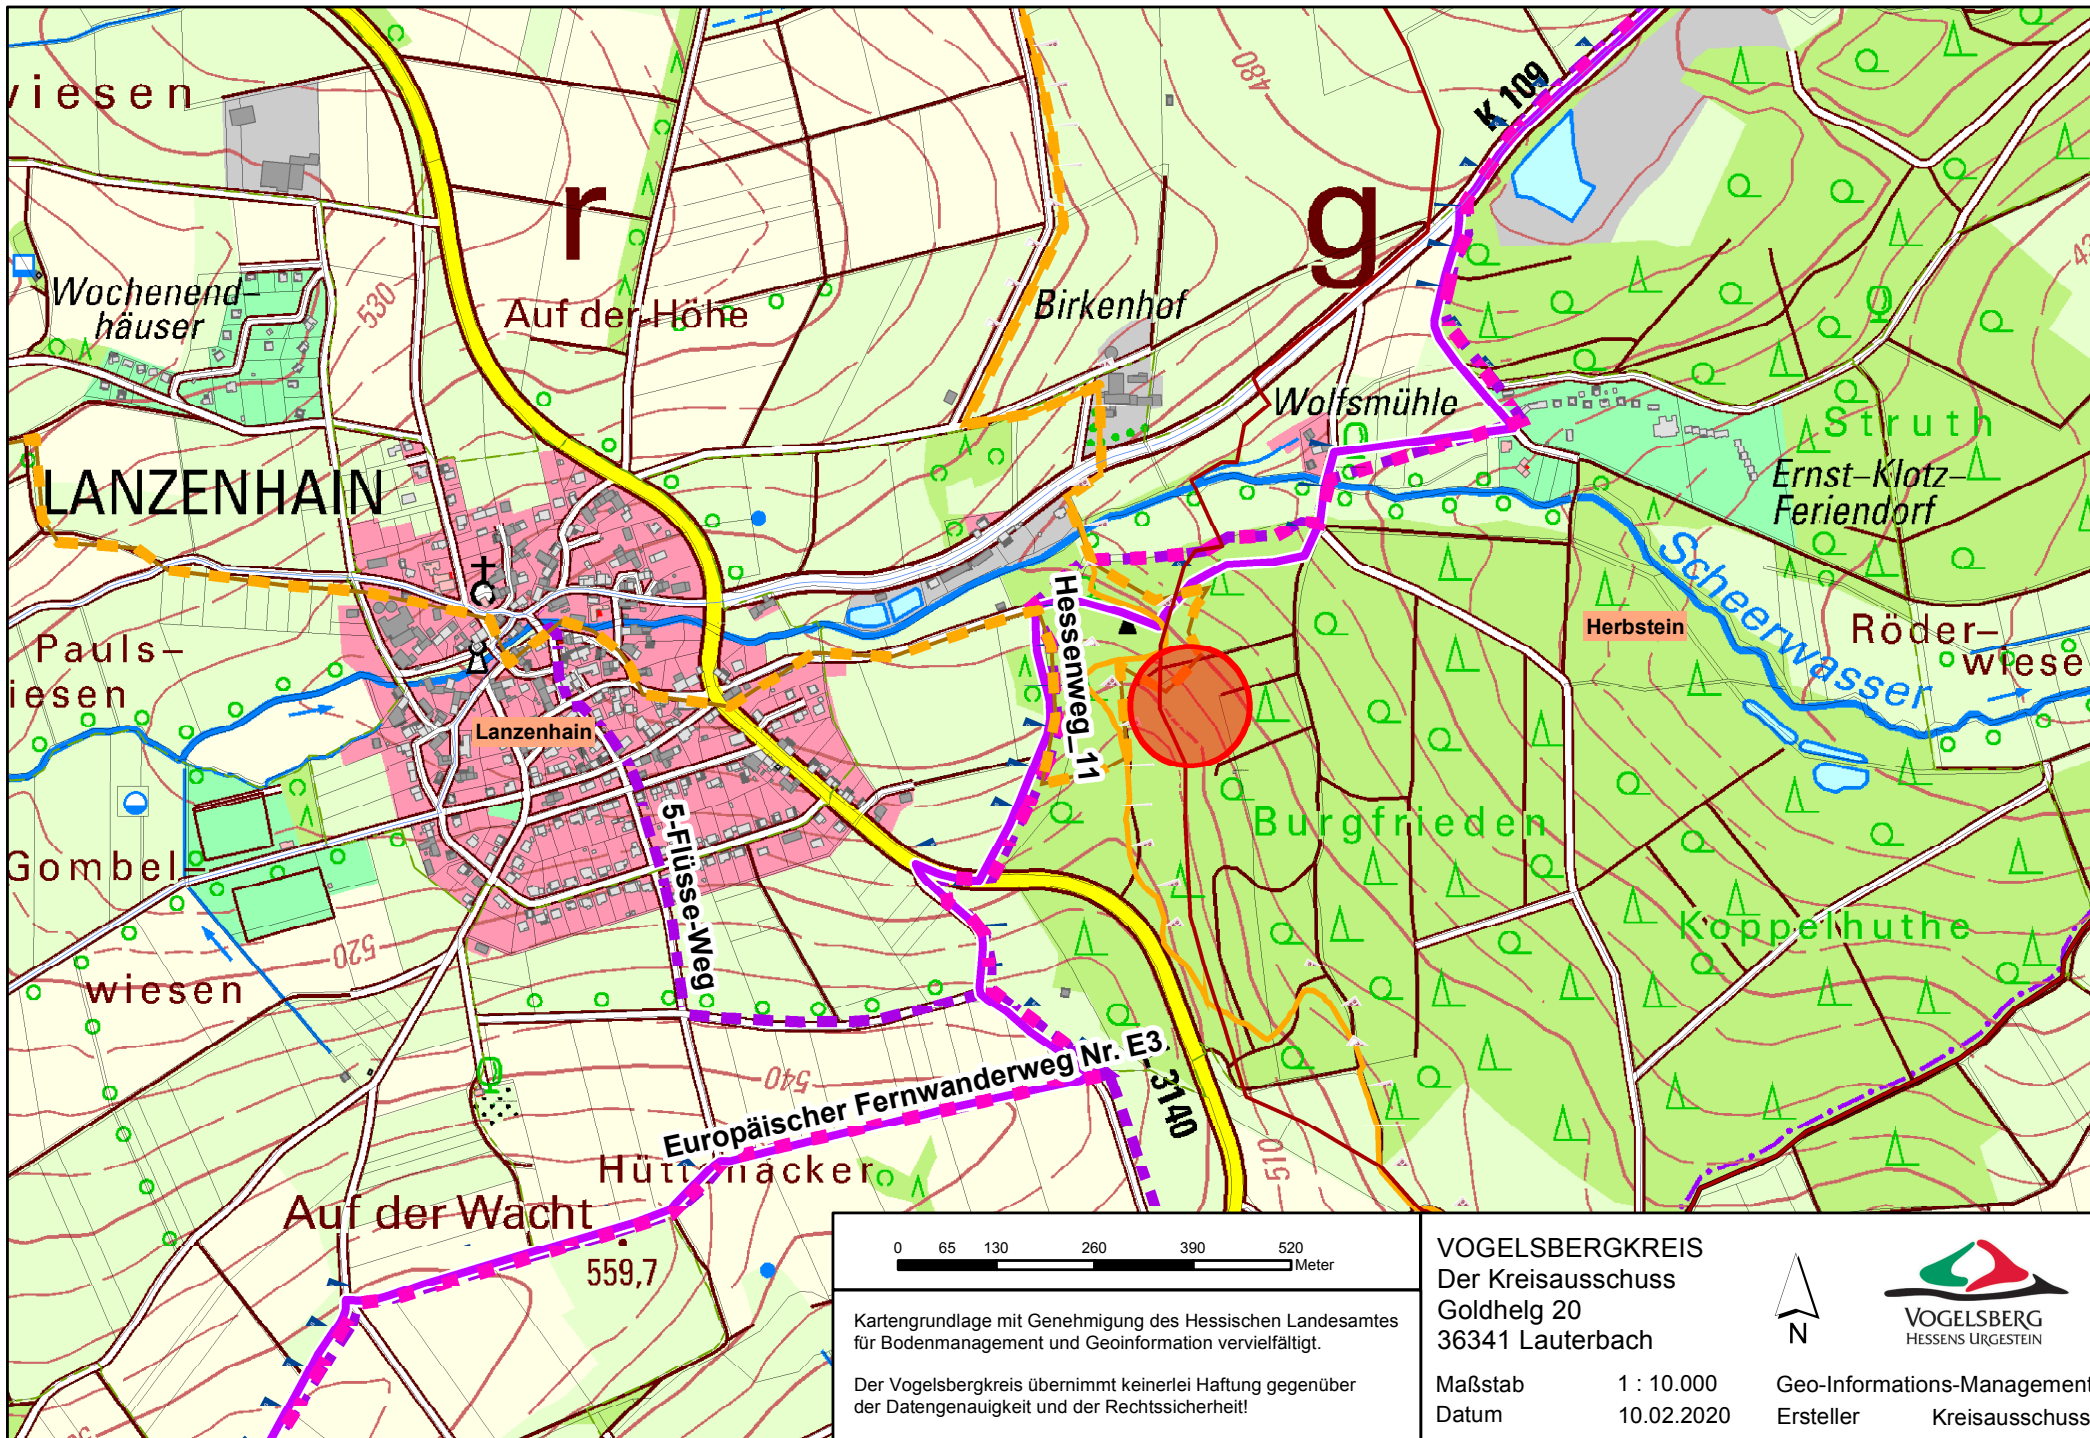 viesen
K 109
480
r
g
Wochenend-
häuser
530
Auf der Höhe
Birkenhof
Wolfsmühle
Struth
Ernst-Klotz-
Feriendorf
LANZENHAIN
Scheerwasser
Herbstein
Röder-
wiese
Pauls-
iesen
Hessenweg_11
Lanzenhain
5-Flüsse-Weg
Burgfrieden
Gombel-
wiesen
520
Koppelhuthe
540
Europäischer Fernwanderweg Nr. E3
3140
510
Auf der Wacht
559,7
0 65 130 260 390 520
Meter
Kartengrundlage mit Genehmigung des Hessischen Landesamtes
für Bodenmanagement und Geoinformation vervielfältigt.
Der Vogelsbergkreis übernimmt keinerlei Haftung gegenüber
der Datengenauigkeit und der Rechtssicherheit!
VOGELSBERGKREIS
Der Kreisausschuss
Goldhelg 20
36341 Lauterbach
N
VOGELSBERG
HESSENS URGESTEIN
Maßstab 1 : 10.000
Datum 10.02.2020
Geo-Informations-Management
Ersteller Kreisausschuss